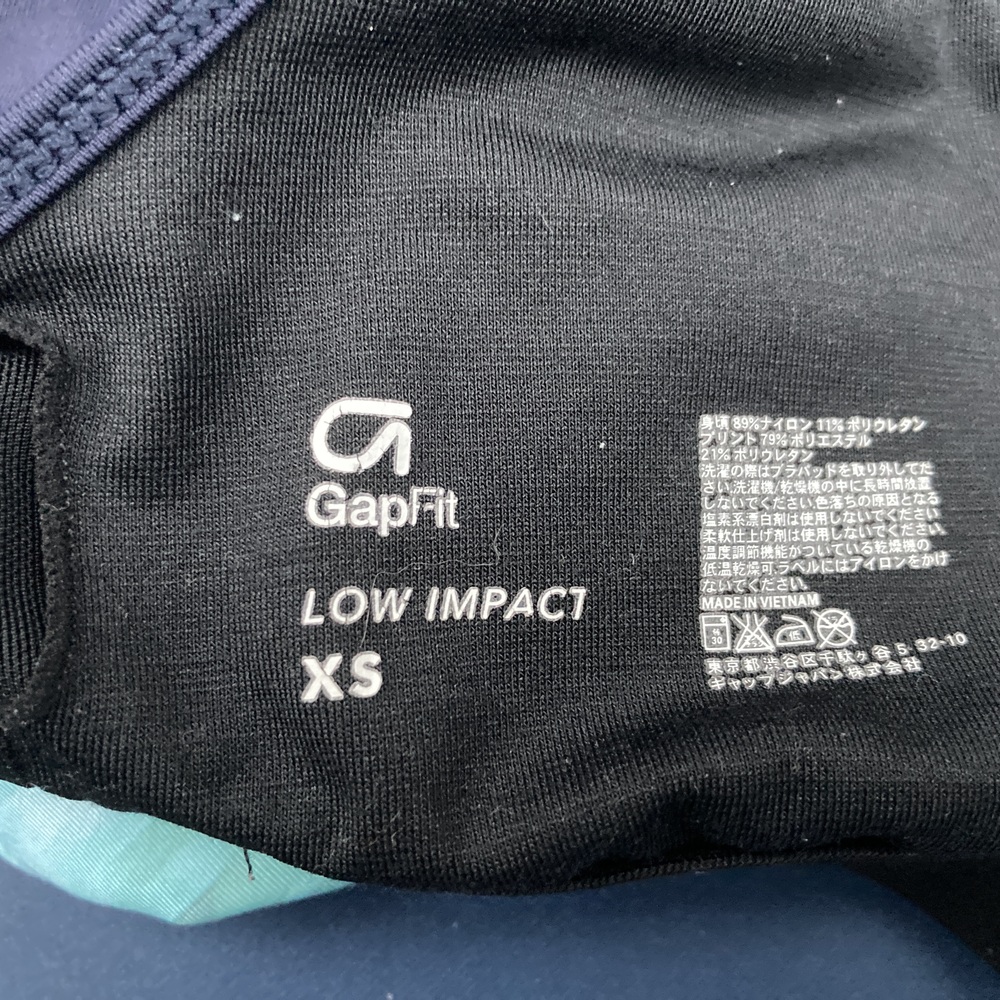 GapFit
LOW IMPACT
XS
身頃 89%ナイロン 11% ポリウレタン
プリント 79% ポリエステル
21% ポリウレタン
洗濯の際はブラパッドを取り外してくだ
さい.洗濯機/乾燥機の中に長時間放置
しないでください.色落ちの原因となる
塩素系漂白剤は使用しないでください.
柔軟仕上げ剤は使用しないでください.
温度調節機能がついている乾燥機の
低温乾燥可.ラベルにはアイロンをかけ
ないでください.
MADE IN VIETNAM
30
東京都渋谷区千駄ヶ谷 5, 32-10
ギャップジャパン株式会社